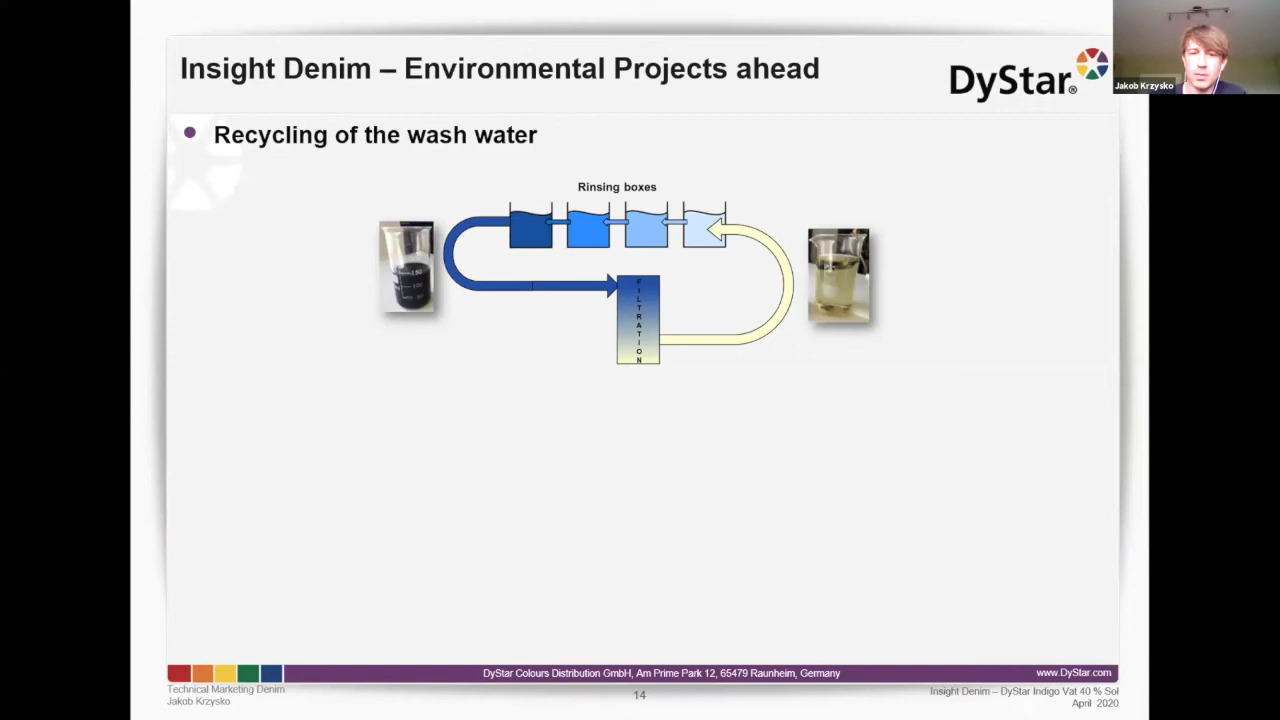 Insight Denim – Environmental Projects ahead
DyStar®
Jakob Krzysko
Recycling of the wash water
Rinsing boxes
FILTRATION
DyStar Colours Distribution GmbH, Am Prime Park 12, 65479 Raunheim, Germany
www.DyStar.com
Technical Marketing Denim
Jakob Krzysko
14
Insight Denim – DyStar Indigo Vat 40 % Sol
April 2020